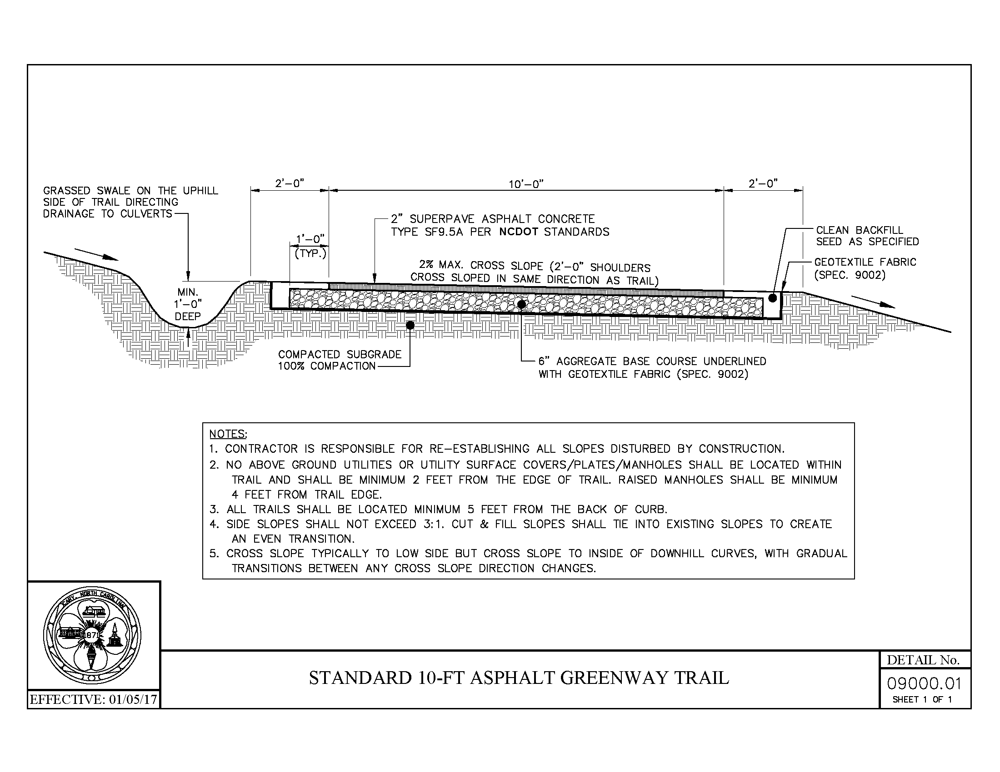 2'-0"
10'-0"
2'-0"
GRASSED SWALE ON THE UPHILL
SIDE OF TRAIL DIRECTING
DRAINAGE TO CULVERTS
2" SUPERPAVE ASPHALT CONCRETE
TYPE SF9.5A PER NCDOT STANDARDS
CLEAN BACKFILL
SEED AS SPECIFIED
1'-0"
(TYP.)
2% MAX. CROSS SLOPE (2'-0" SHOULDERS
CROSS SLOPED IN SAME DIRECTION AS TRAIL)
GEOTEXTILE FABRIC
(SPEC. 9002)
MIN.
1'-0"
DEEP
COMPACTED SUBGRADE
100% COMPACTION
6" AGGREGATE BASE COURSE UNDERLINED
WITH GEOTEXTILE FABRIC (SPEC. 9002)
NOTES:
1. CONTRACTOR IS RESPONSIBLE FOR RE-ESTABLISHING ALL SLOPES DISTURBED BY CONSTRUCTION.
2. NO ABOVE GROUND UTILITIES OR UTILITY SURFACE COVERS/PLATES/MANHOLES SHALL BE LOCATED WITHIN
TRAIL AND SHALL BE MINIMUM 2 FEET FROM THE EDGE OF TRAIL. RAISED MANHOLES SHALL BE MINIMUM
4 FEET FROM TRAIL EDGE.
3. ALL TRAILS SHALL BE LOCATED MINIMUM 5 FEET FROM THE BACK OF CURB.
4. SIDE SLOPES SHALL NOT EXCEED 3:1. CUT & FILL SLOPES SHALL TIE INTO EXISTING SLOPES TO CREATE
AN EVEN TRANSITION.
5. CROSS SLOPE TYPICALLY TO LOW SIDE BUT CROSS SLOPE TO INSIDE OF DOWNHILL CURVES, WITH GRADUAL
TRANSITIONS BETWEEN ANY CROSS SLOPE DIRECTION CHANGES.
CARY, NORTH CAROLINA
1871
EFFECTIVE: 01/05/17
STANDARD 10-FT ASPHALT GREENWAY TRAIL
DETAIL No.
09000.01
SHEET 1 OF 1